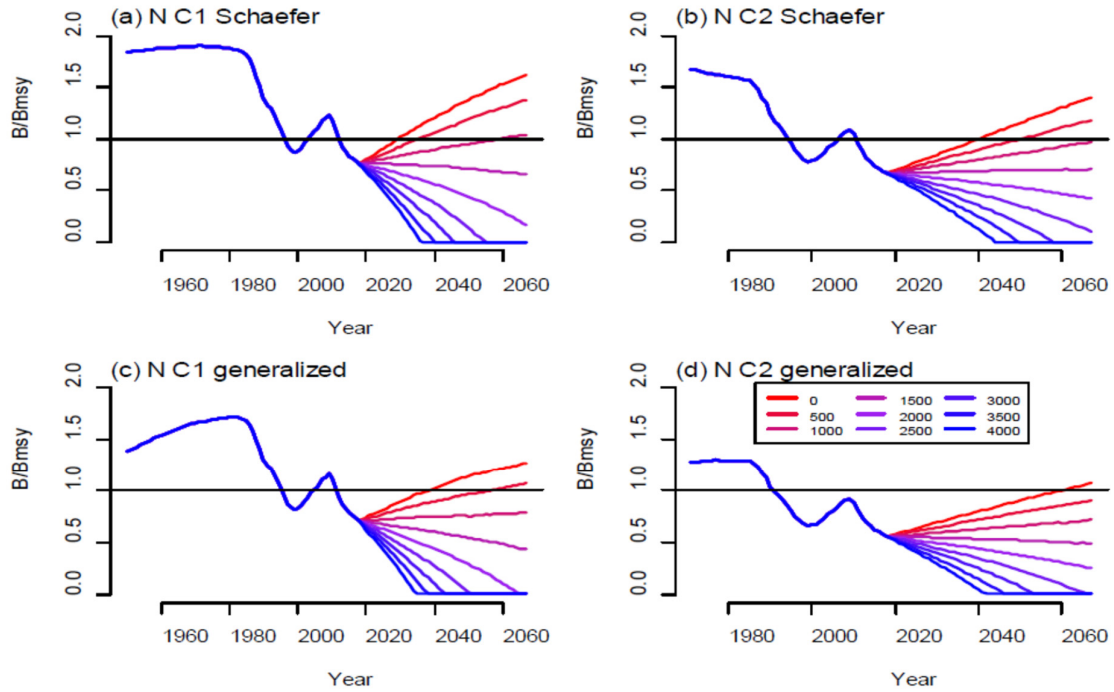 (a) N C1 Schaefer
B/Bmsy
0.0 0.5 1.0 1.5 2.0
1960 1980 2000 2020 2040 2060
Year
(b) N C2 Schaefer
B/Bmsy
0.0 0.5 1.0 1.5 2.0
1980 2000 2020 2040 2060
Year
(c) N C1 generalized
B/Bmsy
0.0 0.5 1.0 1.5 2.0
1960 1980 2000 2020 2040 2060
Year
(d) N C2 generalized
0 1500 3000
500 2000 3500
1000 2500 4000
B/Bmsy
0.0 0.5 1.0 1.5 2.0
1980 2000 2020 2040 2060
Year